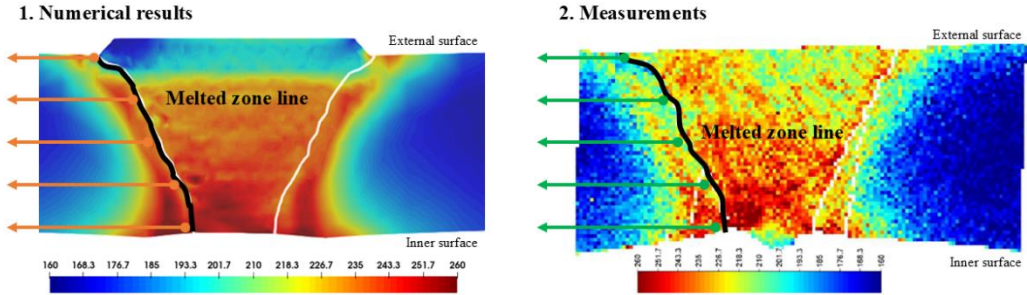 1. Numerical results
2. Measurements
External surface
External surface
Melted zone line
Melted zone line
Inner surface
Inner surface
160 168.3 176.7 185 193.3 201.7 210 218.3 226.7 235 243.3 251.7 260
260 251.7 243.3 235 226.7 218.3 210 201.7 193.3 185 176.7 168.3 160